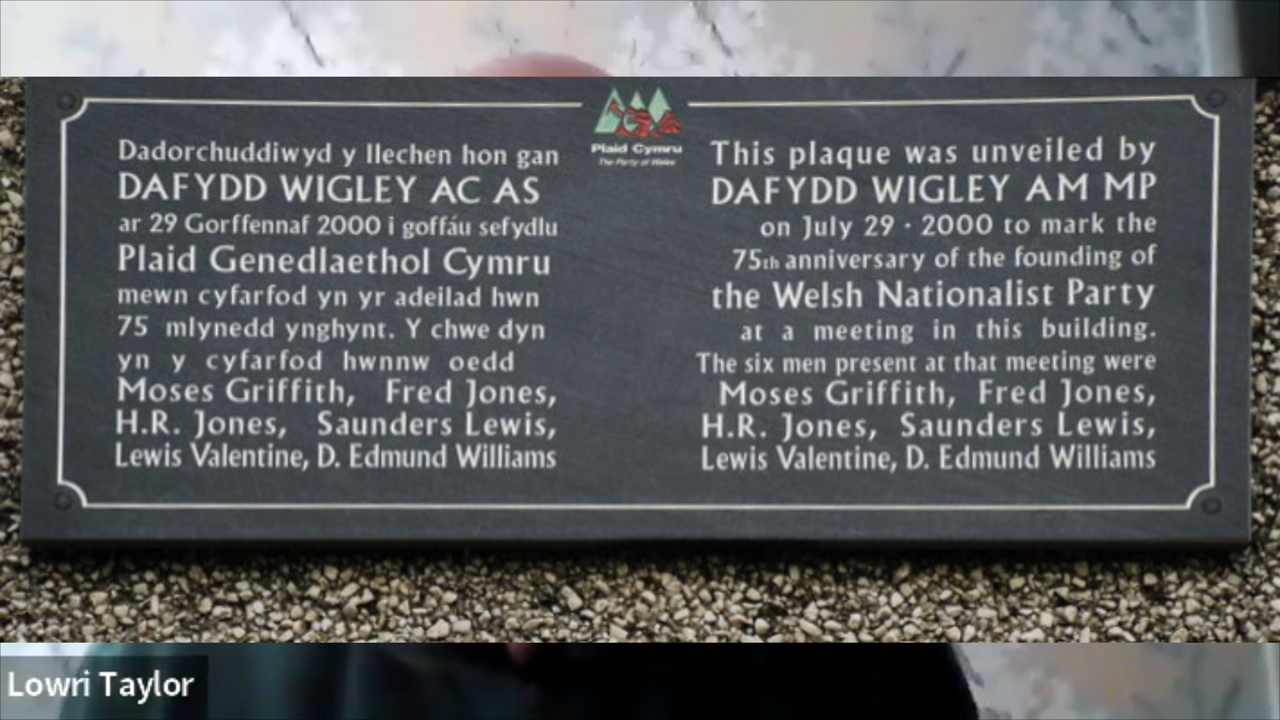 Plaid Cymru
The Party of Wales
Dadorchuddiwyd y llechen hon gan
DAFYDD WIGLEY AC AS
ar 29 Gorffennaf 2000 i goffáu sefydlu
Plaid Genedlaethol Cymru
mewn cyfarfod yn yr adeilad hwn
75 mlynedd ynghynt. Y chwe dyn
yn y cyfarfod hwnnw oedd
Moses Griffith, Fred Jones,
H.R. Jones, Saunders Lewis,
Lewis Valentine, D. Edmund Williams
This plaque was unveiled by
DAFYDD WIGLEY AM MP
on July 29 · 2000 to mark the
75th anniversary of the founding of
the Welsh Nationalist Party
at a meeting in this building.
The six men present at that meeting were
Moses Griffith, Fred Jones,
H.R. Jones, Saunders Lewis,
Lewis Valentine, D. Edmund Williams
Lowri Taylor